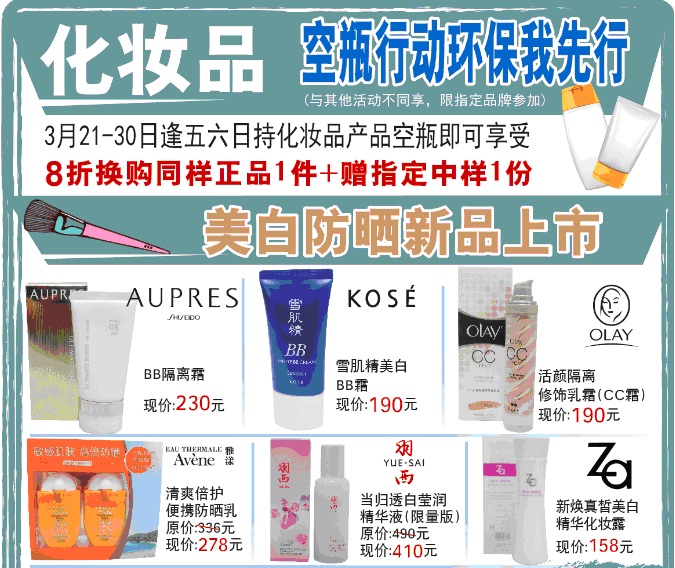 化妆品
空瓶行动环保我先行
(与其他活动不同享，限指定品牌参加)
3月21-30日逢五六日持化妆品产品空瓶即可享受
8折换购同样正品1件+赠指定中样1份
美白防晒新品上市
AUPRES
AUPRES
SHISEIDO
BB隔离霜
现价:230元
雪肌精
BB
KOSÉ
雪肌精美白
BB霜
现价:190元
OLAY
CC
CC
OLAY
活颜隔离
修饰乳霜(CC霜)
现价:190元
敏感肌肤 高倍防晒
EAU THERMALE
Avène
雅漾
清爽倍护
便携防晒乳
原价:336元
现价:278元
羽西
羽西
YUE·SAI
当归透白莹润
精华液(限量版)
原价:490元
现价:410元
Za
Za
新焕真皙美白
精华化妆露
现价:158元